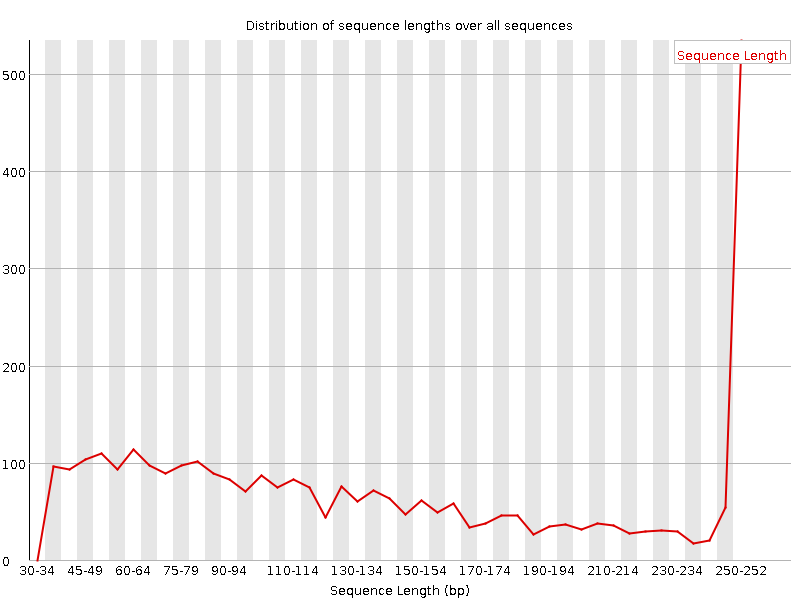 Distribution of sequence lengths over all sequences
Sequence Length
500
400
300
200
100
0
30-34 45-49 60-64 75-79 90-94 110-114 130-134 150-154 170-174 190-194 210-214 230-234 250-252
Sequence Length (bp)